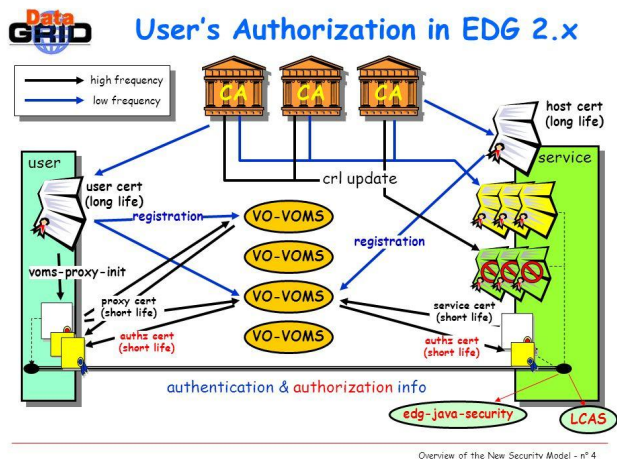 Data
GRID
User's Authorization in EDG 2.x
high frequency
low frequency
CA
CA
CA
host cert
(long life)
user
service
user cert
(long life)
crl update
registration
VO-VOMS
registration
VO-VOMS
voms-proxy-init
VO-VOMS
proxy cert
(short life)
service cert
(short life)
authz cert
(short life)
VO-VOMS
authz cert
(short life)
authentication & authorization info
edg-java-security
LCAS
Overview of the New Security Model - n° 4